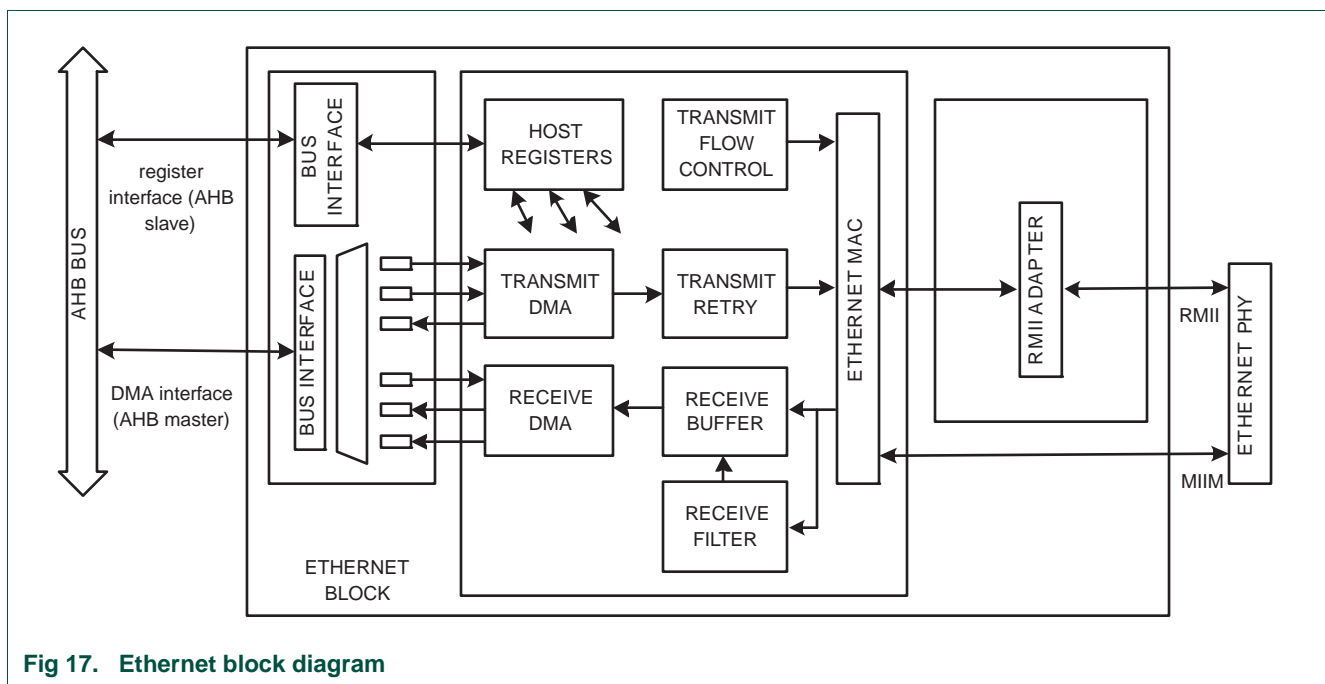 AHB BUS
register
interface (AHB
slave)
DMA interface
(AHB master)
BUS
INTERFACE
BUS INTERFACE
HOST
REGISTERS
TRANSMIT
FLOW
CONTROL
TRANSMIT
DMA
TRANSMIT
RETRY
RECEIVE
DMA
RECEIVE
BUFFER
RECEIVE
FILTER
ETHERNET MAC
RMII ADAPTER
RMII
MIIM
ETHERNET PHY
ETHERNET
BLOCK
Fig 17. Ethernet block diagram